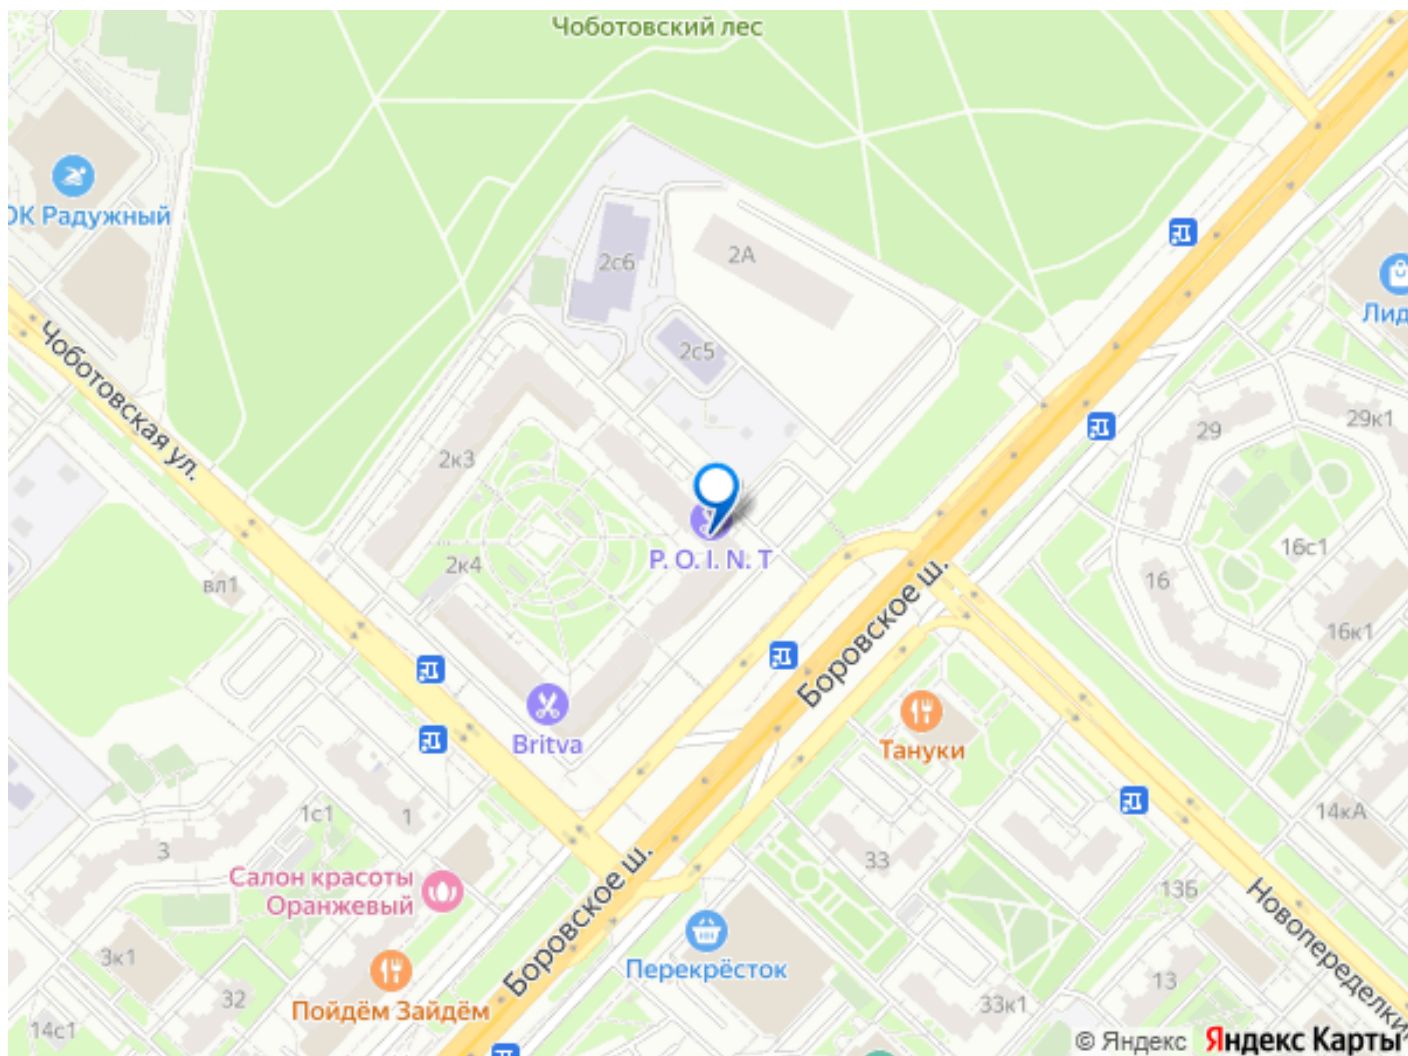 Чоботовский лес
ОК Радужный
2с6
2А
Лид
2с5
Чоботовская ул.
29к1
29
2к3
16с1
P. O. I. N. T
2к4
16
вл1
16к1
Боровское ш.
Тануки
Britva
14кА
1с1
1
3
33
Салон красоты
Оранжевый
13Б
Боровское ш.
Новопеределки
3к1
Перекрёсток
13
32
Пойдём Зайдём
33к1
14с1
© Яндекс Яндекс Карты